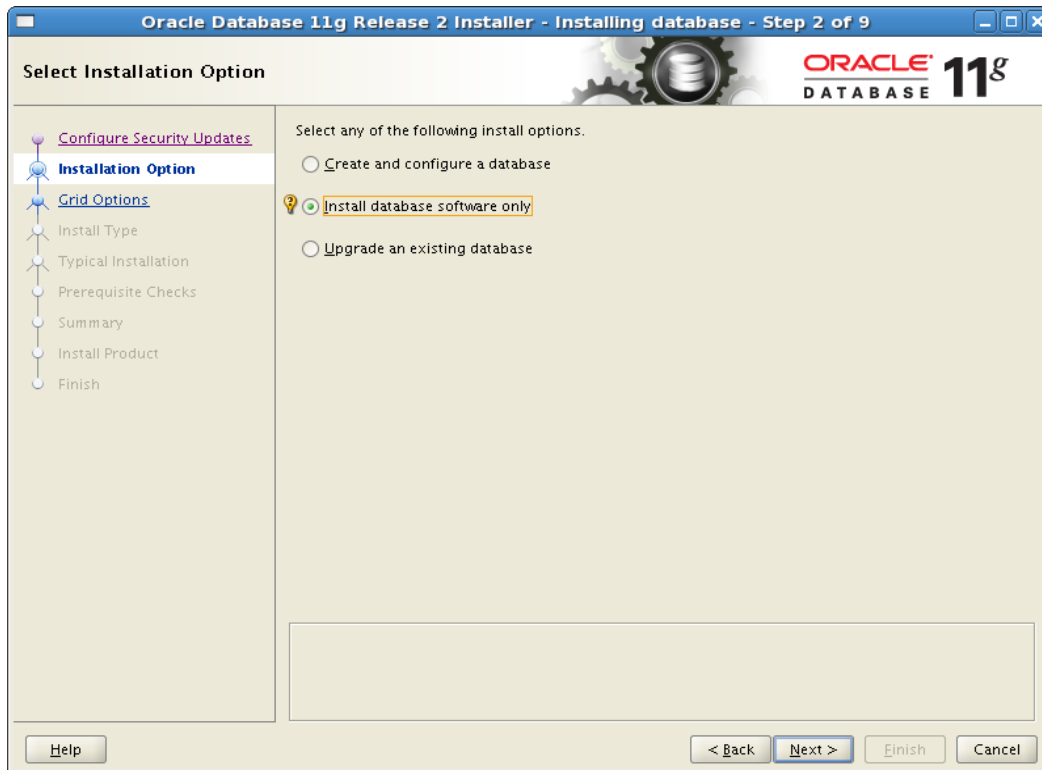 Oracle Database 11g Release 2 Installer - Installing database - Step 2 of 9
Select Installation Option
ORACLE
DATABASE
11g
Configure Security Updates
Installation Option
Grid Options
Install Type
Typical Installation
Prerequisite Checks
Summary
Install Product
Finish
Select any of the following install options.
Create and configure a database
Install database software only
Upgrade an existing database
Help
< Back
Next >
Finish
Cancel